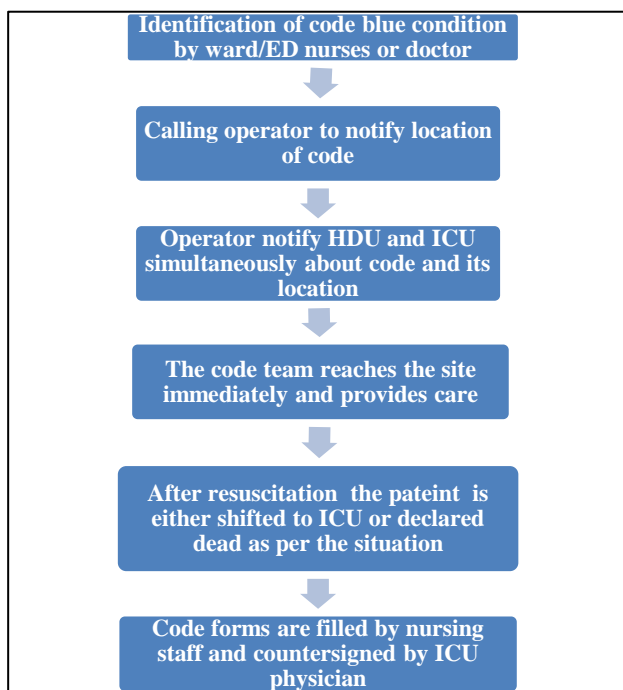 Identification of code blue condition
by ward/ED nurses or doctor
Calling operator to notify location
of code
Operator notify HDU and ICU
simultaneously about code and its
location
The code team reaches the site
immediately and provides care
After resuscitation the pateint is
either shifted to ICU or declared
dead as per the situation
Code forms are filled by nursing
staff and countersigned by ICU
physician